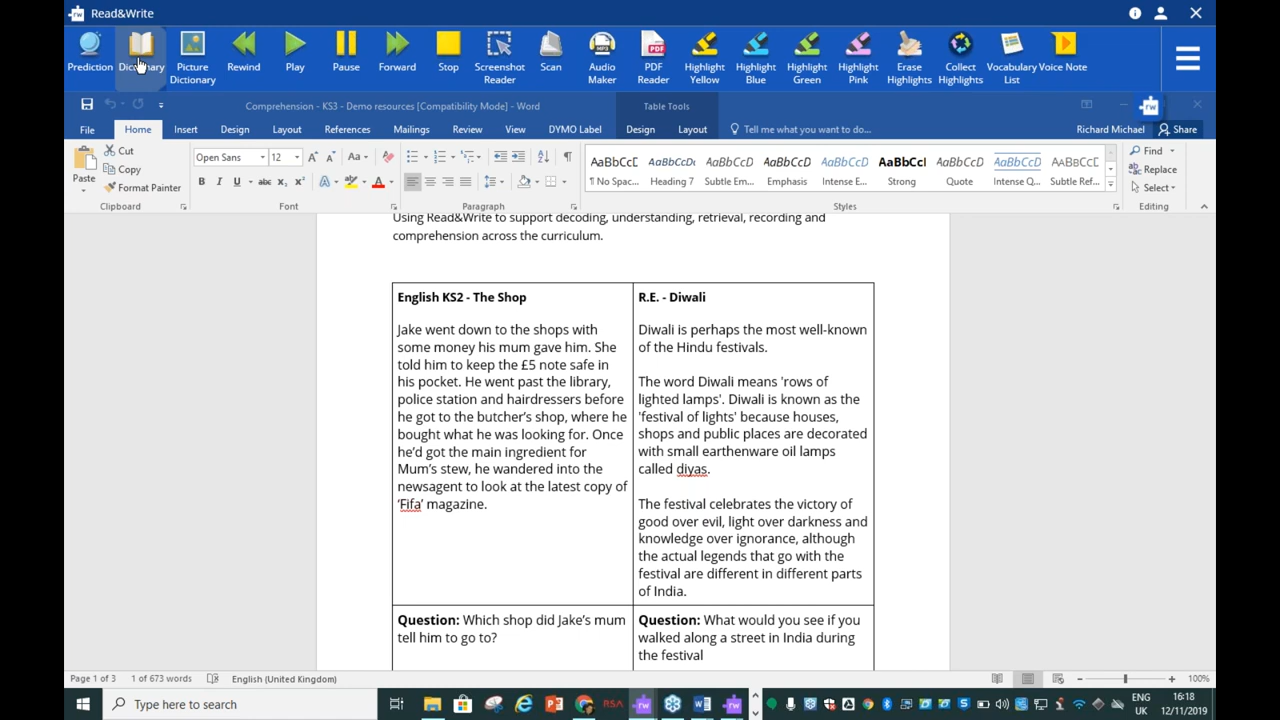 Read&Write
Prediction Dictionary Picture Dictionary Rewind Play Pause Forward Stop Screenshot Reader Scan Audio Maker PDF Reader Highlight Yellow Highlight Blue Highlight Green Highlight Pink Erase Highlights Collect Highlights Vocabulary List Voice Note
Comprehension - KS3 - Demo resources [Compatibility Mode] - Word Table Tools
File Home Insert Design Layout References Mailings Review View DYMO Label Design Layout Tell me what you want to do... Richard Michael Share
Paste Cut Copy Format Painter
Open Sans 12
AaBbCcD AaBbCcDc AaBbCcD AaBbCcD AaBbCcD AaBbCcI AaBbCcD AaBbCcD AABBCCD
¶ No Spac... Heading 7 Subtle Em... Emphasis Intense E... Strong Quote Intense Q... Subtle Ref...
Find Replace Select
Clipboard Font Paragraph Styles Editing
Using Read&Write to support decoding, understanding, retrieval, recording and
comprehension across the curriculum.
English KS2 - The Shop
Jake went down to the shops with
some money his mum gave him. She
told him to keep the £5 note safe in
his pocket. He went past the library,
police station and hairdressers before
he got to the butcher's shop, where he
bought what he was looking for. Once
he'd got the main ingredient for
Mum's stew, he wandered into the
newsagent to look at the latest copy of
'Fifa' magazine.
R.E. - Diwali
Diwali is perhaps the most well-known
of the Hindu festivals.
The word Diwali means 'rows of
lighted lamps'. Diwali is known as the
'festival of lights' because houses,
shops and public places are decorated
with small earthenware oil lamps
called diyas.
The festival celebrates the victory of
good over evil, light over darkness and
knowledge over ignorance, although
the actual legends that go with the
festival are different in different parts
of India.
Question: Which shop did Jake's mum
tell him to go to?
Question: What would you see if you
walked along a street in India during
the festival
Page 1 of 3 1 of 673 words English (United Kingdom) 100%
Type here to search
RSA
ENG
UK
16:18
12/11/2019